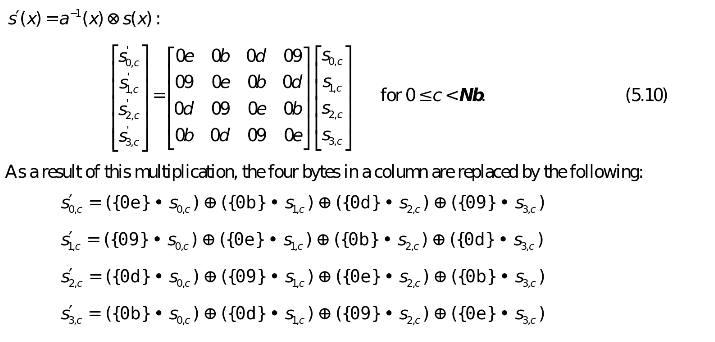 s′(x) = a⁻¹(x) ⊗ s(x) :
[s′0,c] [0e 0b 0d 09] [s0,c]
[s′1,c] = [09 0e 0b 0d] [s1,c] for 0 ≤ c < Nb. (5.10)
[s′2,c] [0d 09 0e 0b] [s2,c]
[s′3,c] [0b 0d 09 0e] [s3,c]
As a result of this multiplication, the four bytes in a column are replaced by the following:
s′0,c = ({0e} • s0,c) ⊕ ({0b} • s1,c) ⊕ ({0d} • s2,c) ⊕ ({09} • s3,c)
s′1,c = ({09} • s0,c) ⊕ ({0e} • s1,c) ⊕ ({0b} • s2,c) ⊕ ({0d} • s3,c)
s′2,c = ({0d} • s0,c) ⊕ ({09} • s1,c) ⊕ ({0e} • s2,c) ⊕ ({0b} • s3,c)
s′3,c = ({0b} • s0,c) ⊕ ({0d} • s1,c) ⊕ ({09} • s2,c) ⊕ ({0e} • s3,c)